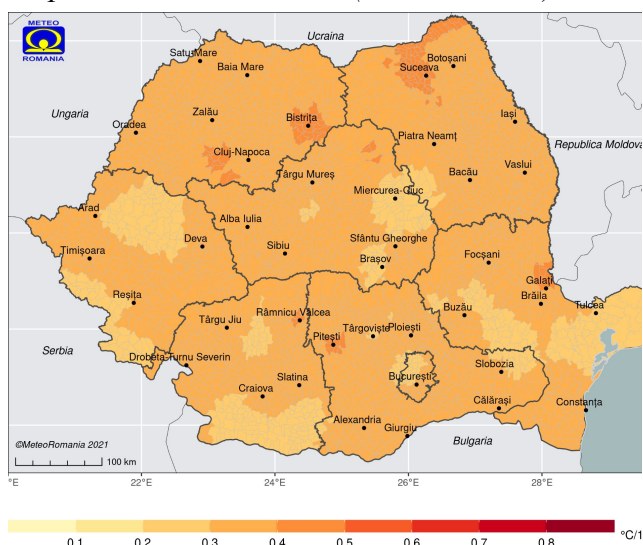 METEO
ROMANIA
Ucraina
Satu-Mare
Baia Mare
Botoșani
Suceava
Ungaria
Zalău
Oradea
Bistrița
Iași
Piatra Neamț
Republica Moldova
Cluj-Napoca
Târgu Mureș
Vaslui
Bacău
Miercurea-Ciuc
Arad
Alba Iulia
Deva
Sibiu
Sfântu Gheorghe
Brașov
Timișoara
Focșani
Galați
Brăila
Tulcea
Reșița
Buzău
Râmnicu Vâlcea
Târgu Jiu
Pitești
Târgoviște
Ploiești
Serbia
Drobeta-Turnu Severin
Slobozia
București
Slatina
Craiova
Călărași
Constanța
Alexandria
Giurgiu
Bulgaria
©MeteoRomania 2021
100 km
°E 22°E 24°E 26°E 28°E
°C/1
0.1 0.2 0.3 0.4 0.5 0.6 0.7 0.8